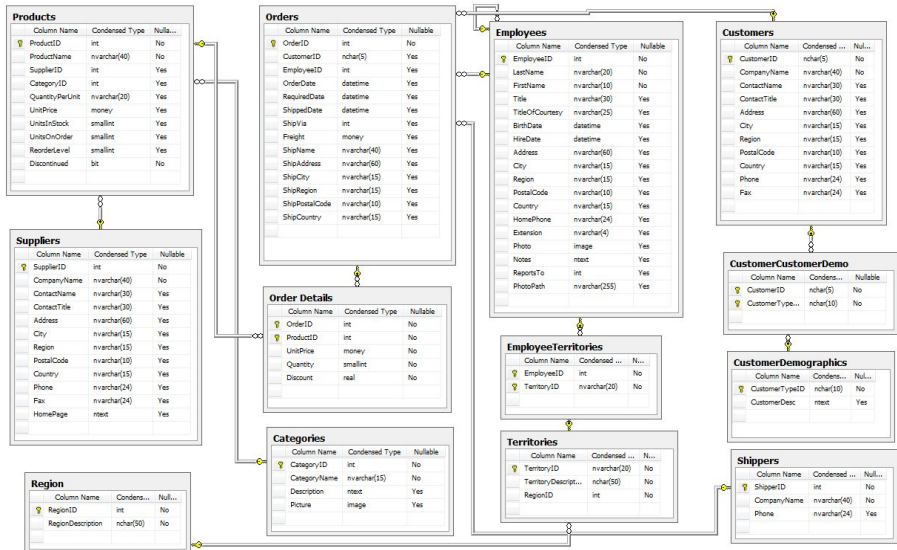 Products
Column Name Condensed Type Nulla...
ProductID int No
ProductName nvarchar(40) No
SupplierID int Yes
CategoryID int Yes
QuantityPerUnit nvarchar(20) Yes
UnitPrice money Yes
UnitsInStock smallint Yes
UnitsOnOrder smallint Yes
ReorderLevel smallint Yes
Discontinued bit No
Suppliers
Column Name Condensed Type Nullable
SupplierID int No
CompanyName nvarchar(40) No
ContactName nvarchar(30) Yes
ContactTitle nvarchar(30) Yes
Address nvarchar(60) Yes
City nvarchar(15) Yes
Region nvarchar(15) Yes
PostalCode nvarchar(10) Yes
Country nvarchar(15) Yes
Phone nvarchar(24) Yes
Fax nvarchar(24) Yes
HomePage ntext Yes
Region
Column Name Condens... Null...
RegionID int No
RegionDescription nchar(50) No
Orders
Column Name Condensed Type Nullable
OrderID int No
CustomerID nchar(5) Yes
EmployeeID int Yes
OrderDate datetime Yes
RequiredDate datetime Yes
ShippedDate datetime Yes
ShipVia int Yes
Freight money Yes
ShipName nvarchar(40) Yes
ShipAddress nvarchar(60) Yes
ShipCity nvarchar(15) Yes
ShipRegion nvarchar(15) Yes
ShipPostalCode nvarchar(10) Yes
ShipCountry nvarchar(15) Yes
Order Details
Column Name Condensed Type Nullable
OrderID int No
ProductID int No
UnitPrice money No
Quantity smallint No
Discount real No
Categories
Column Name Condensed Type Nullable
CategoryID int No
CategoryName nvarchar(15) No
Description ntext Yes
Picture image Yes
Employees
Column Name Condensed Type Nullable
EmployeeID int No
LastName nvarchar(20) No
FirstName nvarchar(10) No
Title nvarchar(30) Yes
TitleOfCourtesy nvarchar(25) Yes
BirthDate datetime Yes
HireDate datetime Yes
Address nvarchar(60) Yes
City nvarchar(15) Yes
Region nvarchar(15) Yes
PostalCode nvarchar(10) Yes
Country nvarchar(15) Yes
HomePhone nvarchar(24) Yes
Extension nvarchar(4) Yes
Photo image Yes
Notes ntext Yes
ReportsTo int Yes
PhotoPath nvarchar(255) Yes
EmployeeTerritories
Column Name Condensed ... N...
EmployeeID int No
TerritoryID nvarchar(20) No
Territories
Column Name Condensed ... N...
TerritoryID nvarchar(20) No
TerritoryDescript... nchar(50) No
RegionID int No
Customers
Column Name Condensed ... Nullable
CustomerID nchar(5) No
CompanyName nvarchar(40) No
ContactName nvarchar(30) Yes
ContactTitle nvarchar(30) Yes
Address nvarchar(60) Yes
City nvarchar(15) Yes
Region nvarchar(15) Yes
PostalCode nvarchar(10) Yes
Country nvarchar(15) Yes
Phone nvarchar(24) Yes
Fax nvarchar(24) Yes
CustomerCustomerDemo
Column Name Condens... Nullable
CustomerID nchar(5) No
CustomerType... nchar(10) No
CustomerDemographics
Column Name Condens... Nul...
CustomerTypeID nchar(10) No
CustomerDesc ntext Yes
Shippers
Column Name Condensed ... Nullable
ShipperID int No
CompanyName nvarchar(40) No
Phone nvarchar(24) Yes